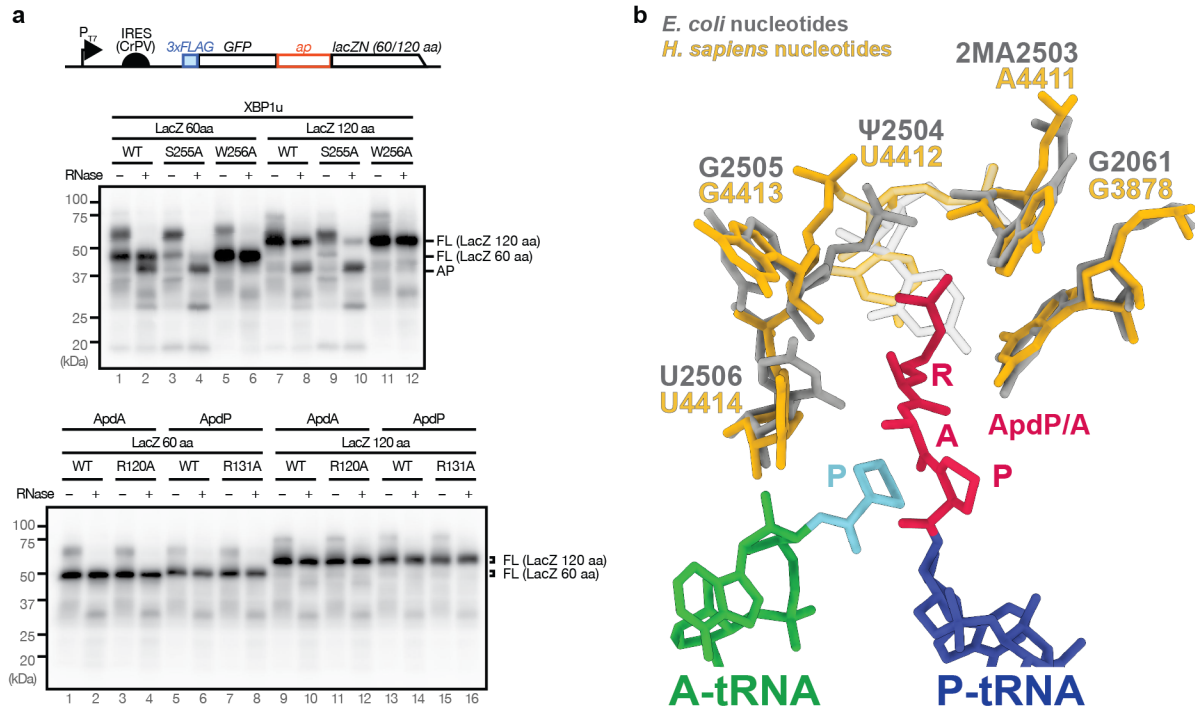 a
P T7
IRES
(CrPV)
3xFLAG GFP ap lacZN (60/120 aa)
XBP1u
LacZ 60aa LacZ 120 aa
WT S255A W256A WT S255A W256A
RNase − + − + − + − + − + − +
100
75
50
37
25
20
(kDa)
FL (LacZ 120 aa)
FL (LacZ 60 aa)
AP
1 2 3 4 5 6 7 8 9 10 11 12
ApdA ApdP ApdA ApdP
LacZ 60 aa LacZ 120 aa
WT R120A WT R131A WT R120A WT R131A
RNase − + − + − + − + − + − + − + − +
100
75
50
37
25
20
(kDa)
FL (LacZ 120 aa)
FL (LacZ 60 aa)
1 2 3 4 5 6 7 8 9 10 11 12 13 14 15 16
b
E. coli nucleotides
H. sapiens nucleotides
2MA2503
A4411
Ψ2504
U4412
G2505
G4413
G2061
G3878
U2506
U4414
R
A
P
P
ApdP/A
A-tRNA
P-tRNA